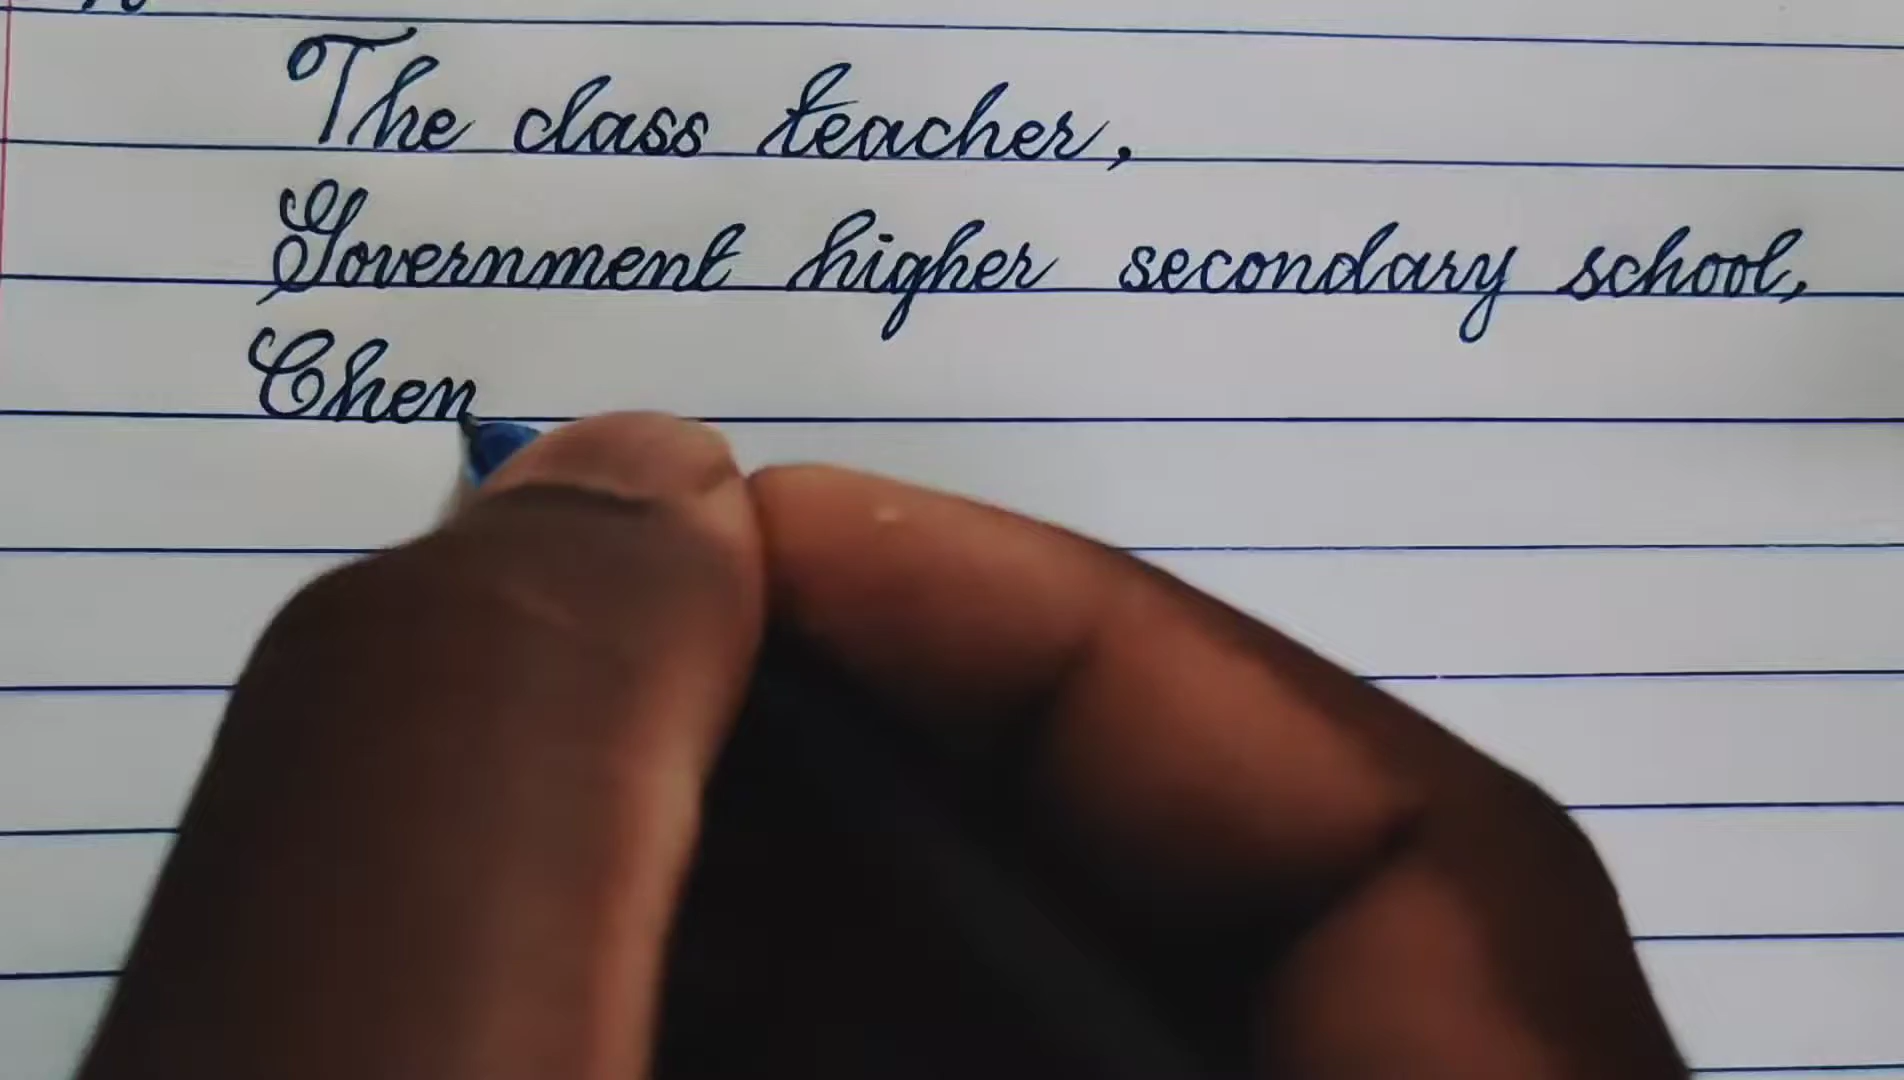 The class teacher,
Government higher secondary school,
Chen